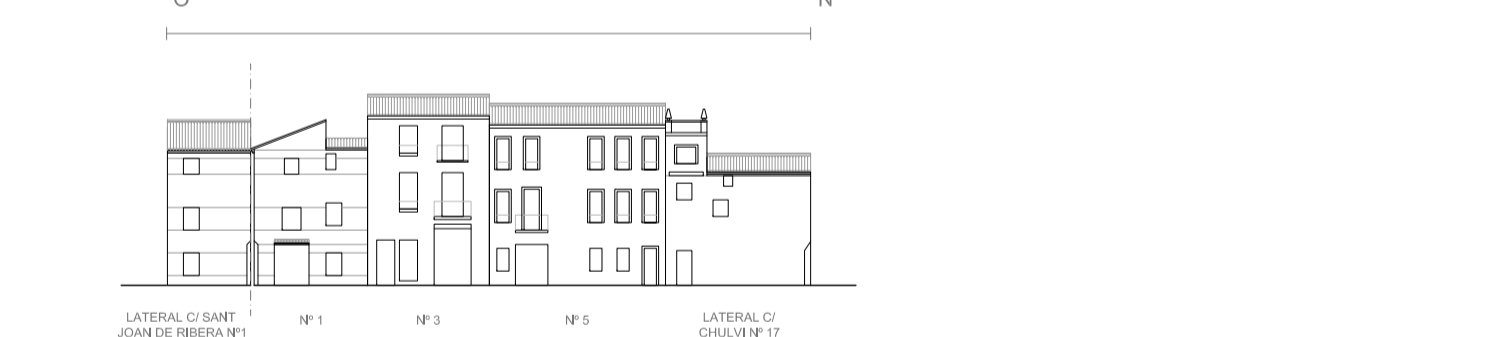 LATERAL C/ SANT
JOAN DE RIBERA Nº1
Nº 1
Nº 3
Nº 5
LATERAL C/
CHULVI Nº 17